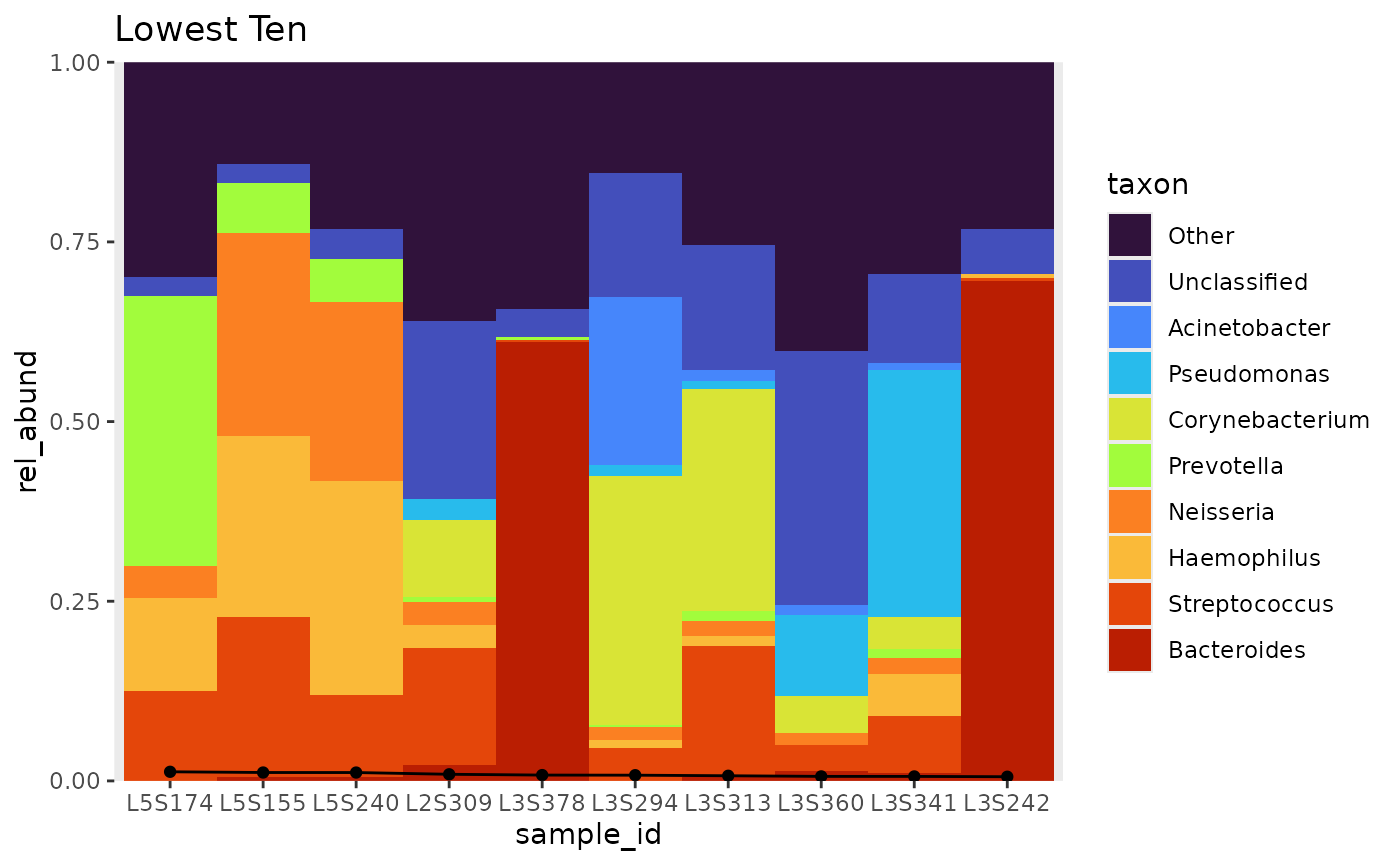 Lowest Ten
1.00
0.75
0.50
0.25
0.00
rel_abund
L5S174 L5S155 L5S240 L2S309 L3S378 L3S294 L3S313 L3S360 L3S341 L3S242
sample_id
taxon
Other
Unclassified
Acinetobacter
Pseudomonas
Corynebacterium
Prevotella
Neisseria
Haemophilus
Streptococcus
Bacteroides